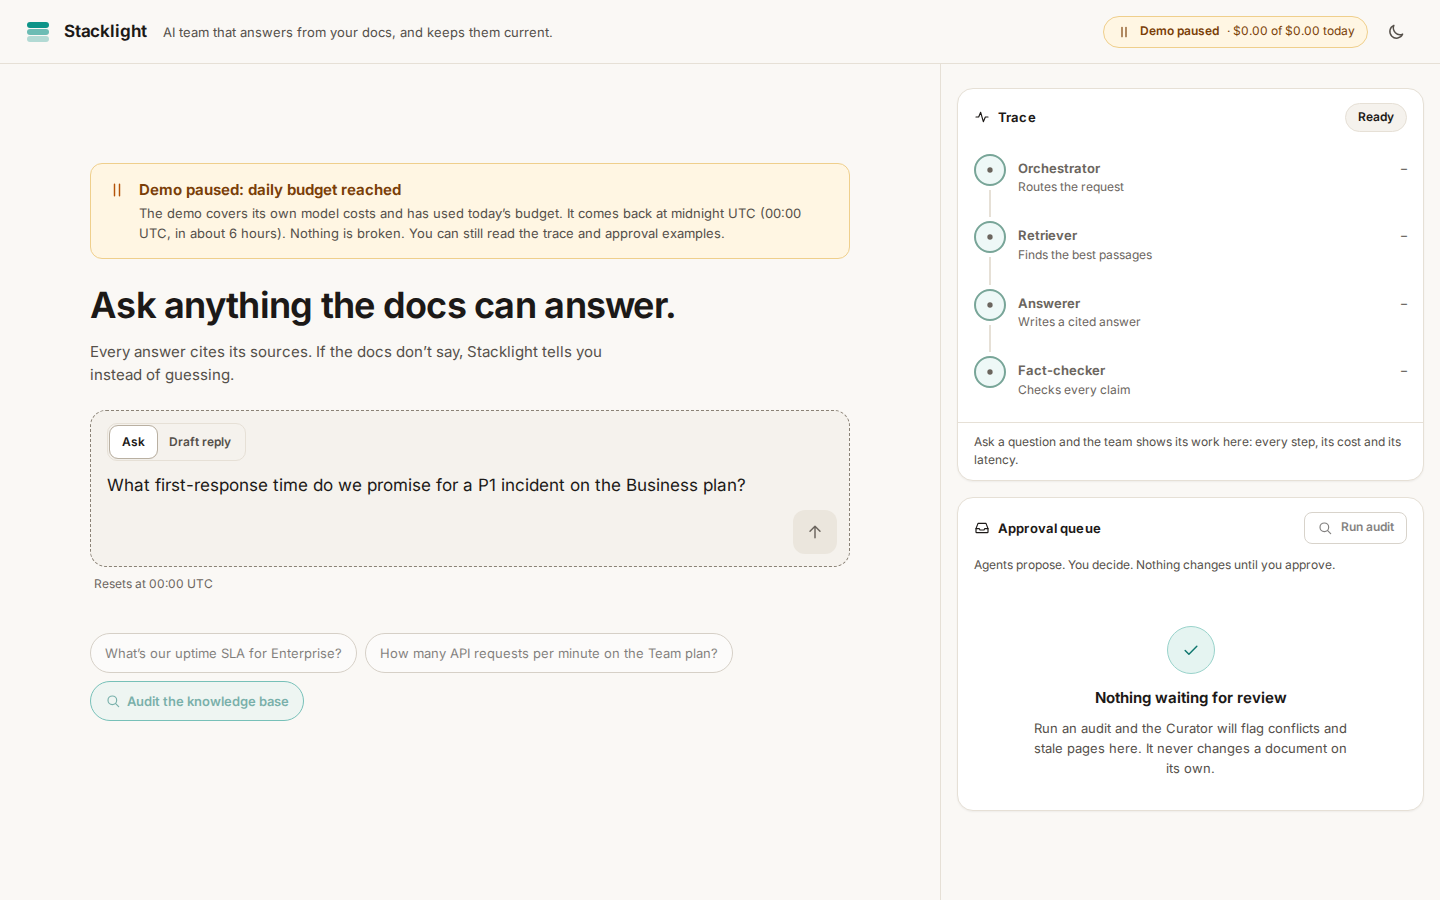 Stacklight
AI team that answers from your docs, and keeps them current.
Demo paused · $0.00 of $0.00 today
Demo paused: daily budget reached
The demo covers its own model costs and has used today’s budget. It comes back at midnight UTC (00:00
UTC, in about 6 hours). Nothing is broken. You can still read the trace and approval examples.
Ask anything the docs can answer.
Every answer cites its sources. If the docs don’t say, Stacklight tells you
instead of guessing.
Ask
Draft reply
What first-response time do we promise for a P1 incident on the Business plan?
Resets at 00:00 UTC
What’s our uptime SLA for Enterprise?
How many API requests per minute on the Team plan?
Audit the knowledge base
Trace
Ready
Orchestrator –
Routes the request
Retriever –
Finds the best passages
Answerer –
Writes a cited answer
Fact-checker –
Checks every claim
Ask a question and the team shows its work here: every step, its cost and its
latency.
Approval queue
Run audit
Agents propose. You decide. Nothing changes until you approve.
Nothing waiting for review
Run an audit and the Curator will flag conflicts and
stale pages here. It never changes a document on
its own.